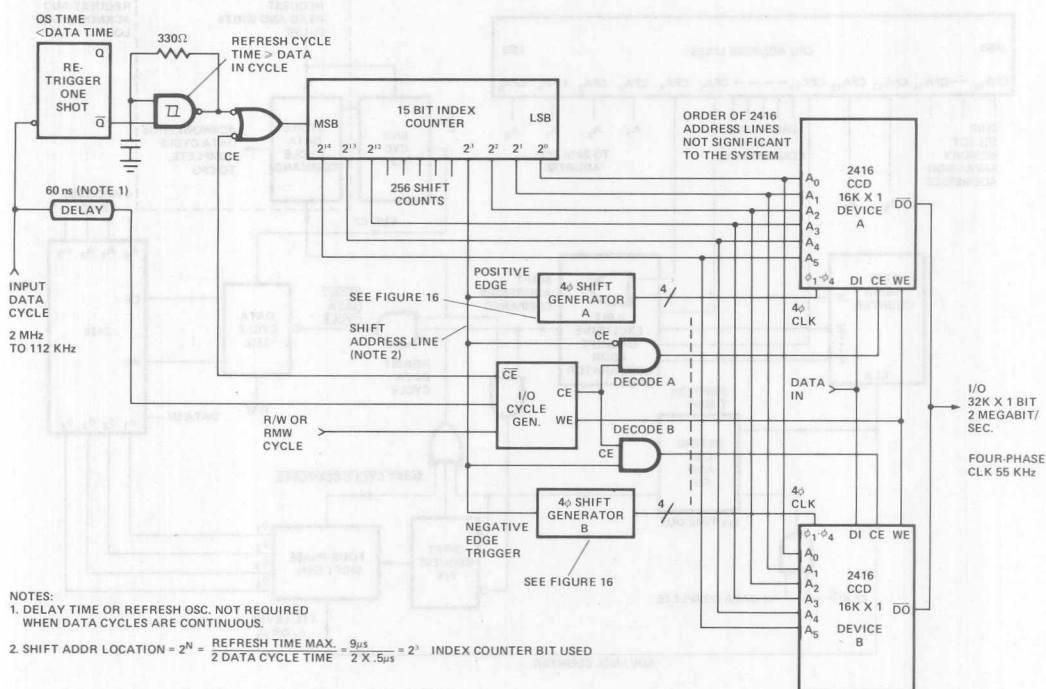 OS TIME
<DATA TIME
RE-
TRIGGER
ONE
SHOT
Q
Q̅
330Ω
REFRESH CYCLE
TIME ⩾ DATA
IN CYCLE
CE
60 ns (NOTE 1)
DELAY
INPUT
DATA
CYCLE
2 MHz
TO 112 KHz
15 BIT INDEX
COUNTER
MSB
LSB
2¹⁴ 2¹³ 2¹² 2³ 2² 2¹ 2⁰
256 SHIFT
COUNTS
ORDER OF 2416
ADDRESS LINES
NOT SIGNIFICANT
TO THE SYSTEM
A₀
A₁
A₂
A₃
A₄
A₅
2416
CCD
16K X 1
DEVICE
A
D̅O̅
ϕ₁-ϕ₄ DI CE WE
POSITIVE
EDGE
4ϕ SHIFT
GENERATOR
A
4
4ϕ
CLK
SEE FIGURE 16
SHIFT
ADDRESS LINE
(NOTE 2)
CE
DECODE A
C̅E̅
I/O
CYCLE
GEN.
CE
WE
R/W OR
RMW
CYCLE
DECODE B
CE
DATA
IN
I/O
32K X 1 BIT
2 MEGABIT/
SEC.
FOUR-PHASE
CLK 55 KHz
4ϕ SHIFT
GENERATOR
B
4
4ϕ
CLK
NEGATIVE
EDGE
TRIGGER
SEE FIGURE 16
ϕ₁-ϕ₄ DI CE WE
A₀
A₁
A₂
A₃
A₄
A₅
2416
CCD
16K X 1
DEVICE
B
D̅O̅
NOTES:
1. DELAY TIME OR REFRESH OSC. NOT REQUIRED
WHEN DATA CYCLES ARE CONTINUOUS.
2. SHIFT ADDR LOCATION = 2ᴺ = REFRESH TIME MAX. / 2 DATA CYCLE TIME = 9μs / 2 X .5μs = 2³ INDEX COUNTER BIT USED